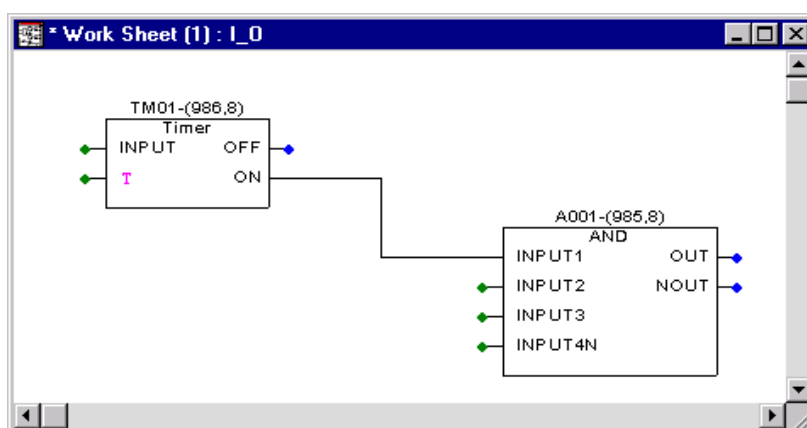 * Work Sheet (1) : I_O
TM01-(986,8)
Timer
INPUT OFF
T ON
A001-(985,8)
AND
INPUT1 OUT
INPUT2 NOUT
INPUT3
INPUT4N